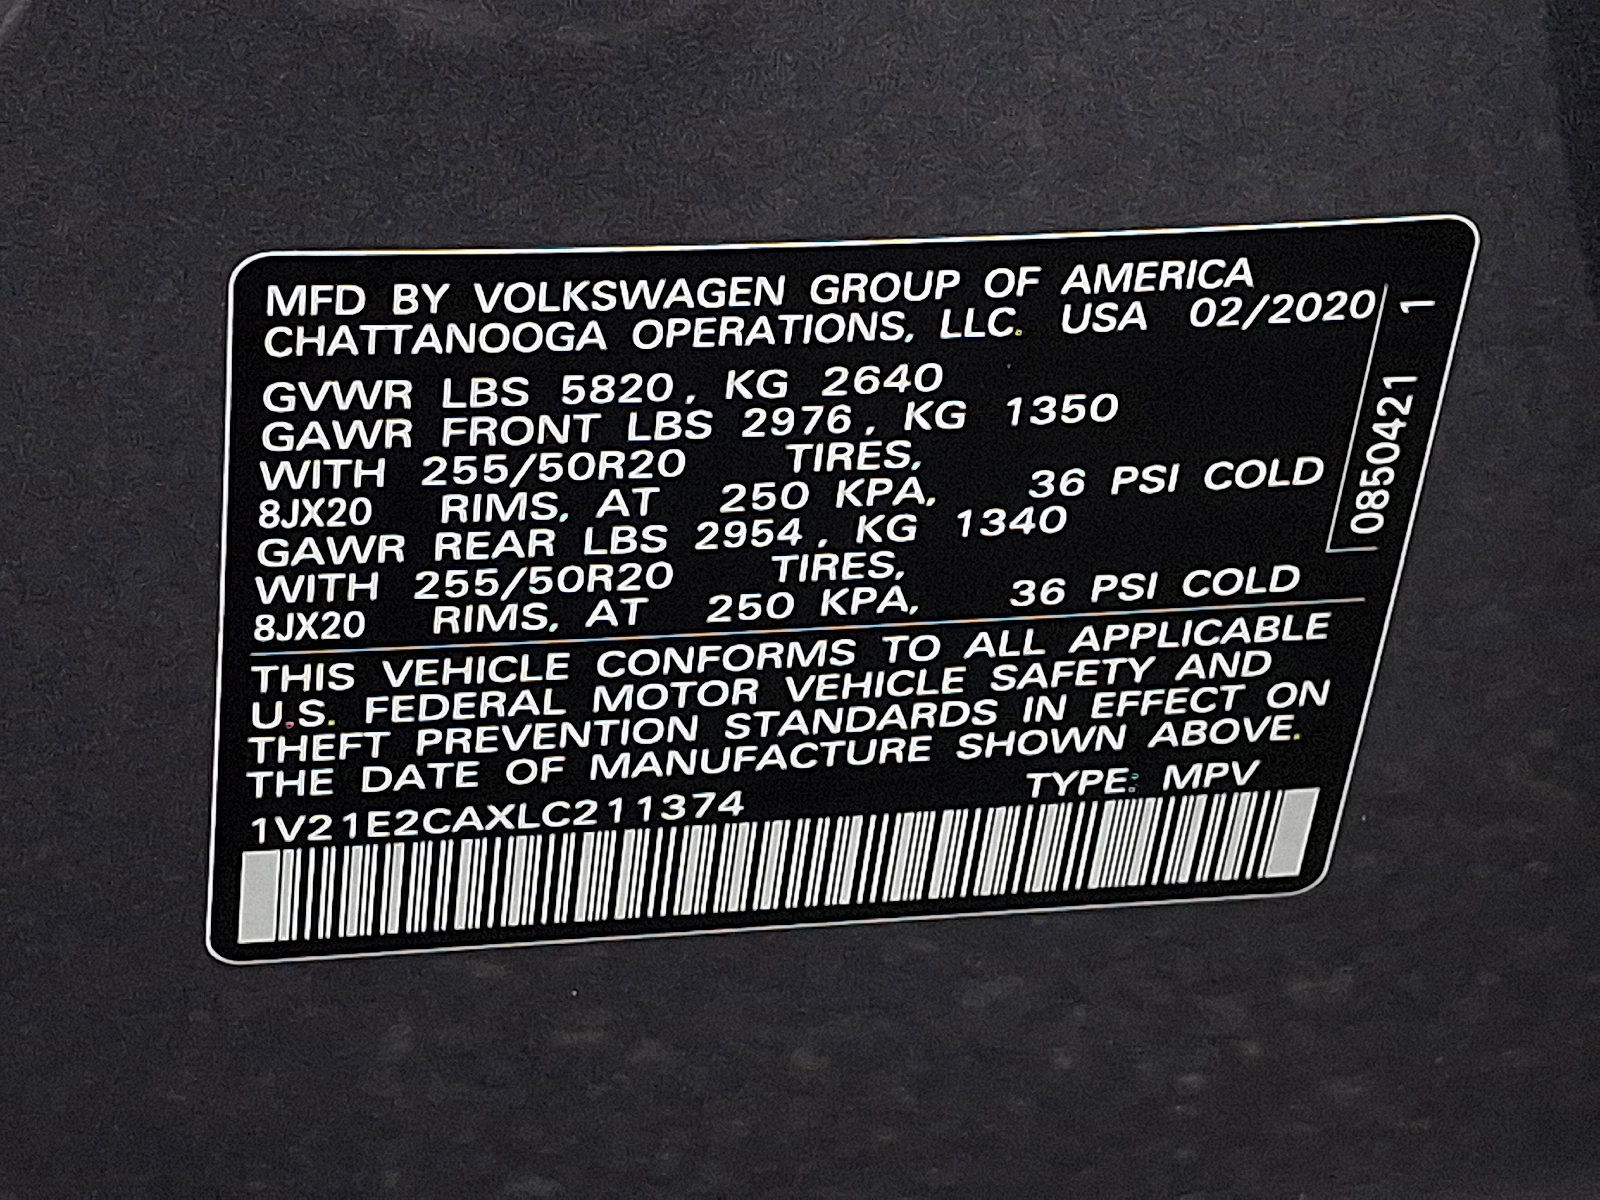 MFD BY VOLKSWAGEN GROUP OF AMERICA
CHATTANOOGA OPERATIONS, LLC. USA 02/2020
GVWR LBS 5820, KG 2640
GAWR FRONT LBS 2976, KG 1350
WITH 255/50R20 TIRES,
8JX20 RIMS, AT 250 KPA, 36 PSI COLD
GAWR REAR LBS 2954, KG 1340
WITH 255/50R20 TIRES,
8JX20 RIMS, AT 250 KPA, 36 PSI COLD
THIS VEHICLE CONFORMS TO ALL APPLICABLE
U.S. FEDERAL MOTOR VEHICLE SAFETY AND
THEFT PREVENTION STANDARDS IN EFFECT ON
THE DATE OF MANUFACTURE SHOWN ABOVE.
1V21E2CAXLC211374 TYPE: MPV
08504211 1